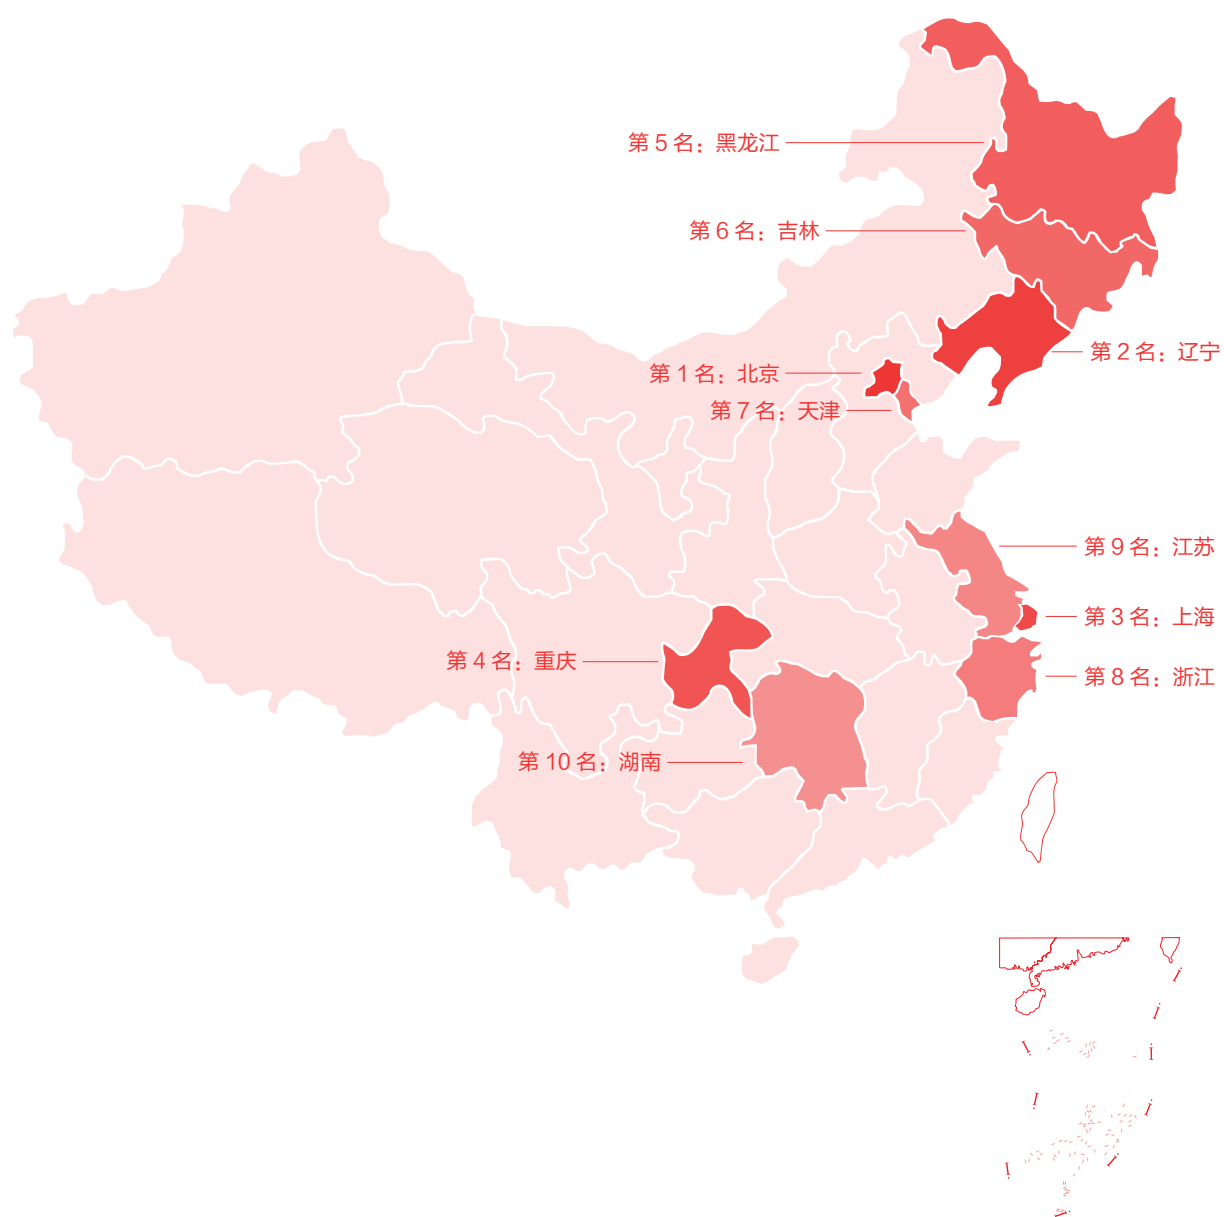 第 5 名：黑龙江
第 6 名：吉林
第 2 名：辽宁
第 1 名：北京
第 7 名：天津
第 9 名：江苏
第 3 名：上海
第 4 名：重庆
第 8 名：浙江
第 10 名：湖南